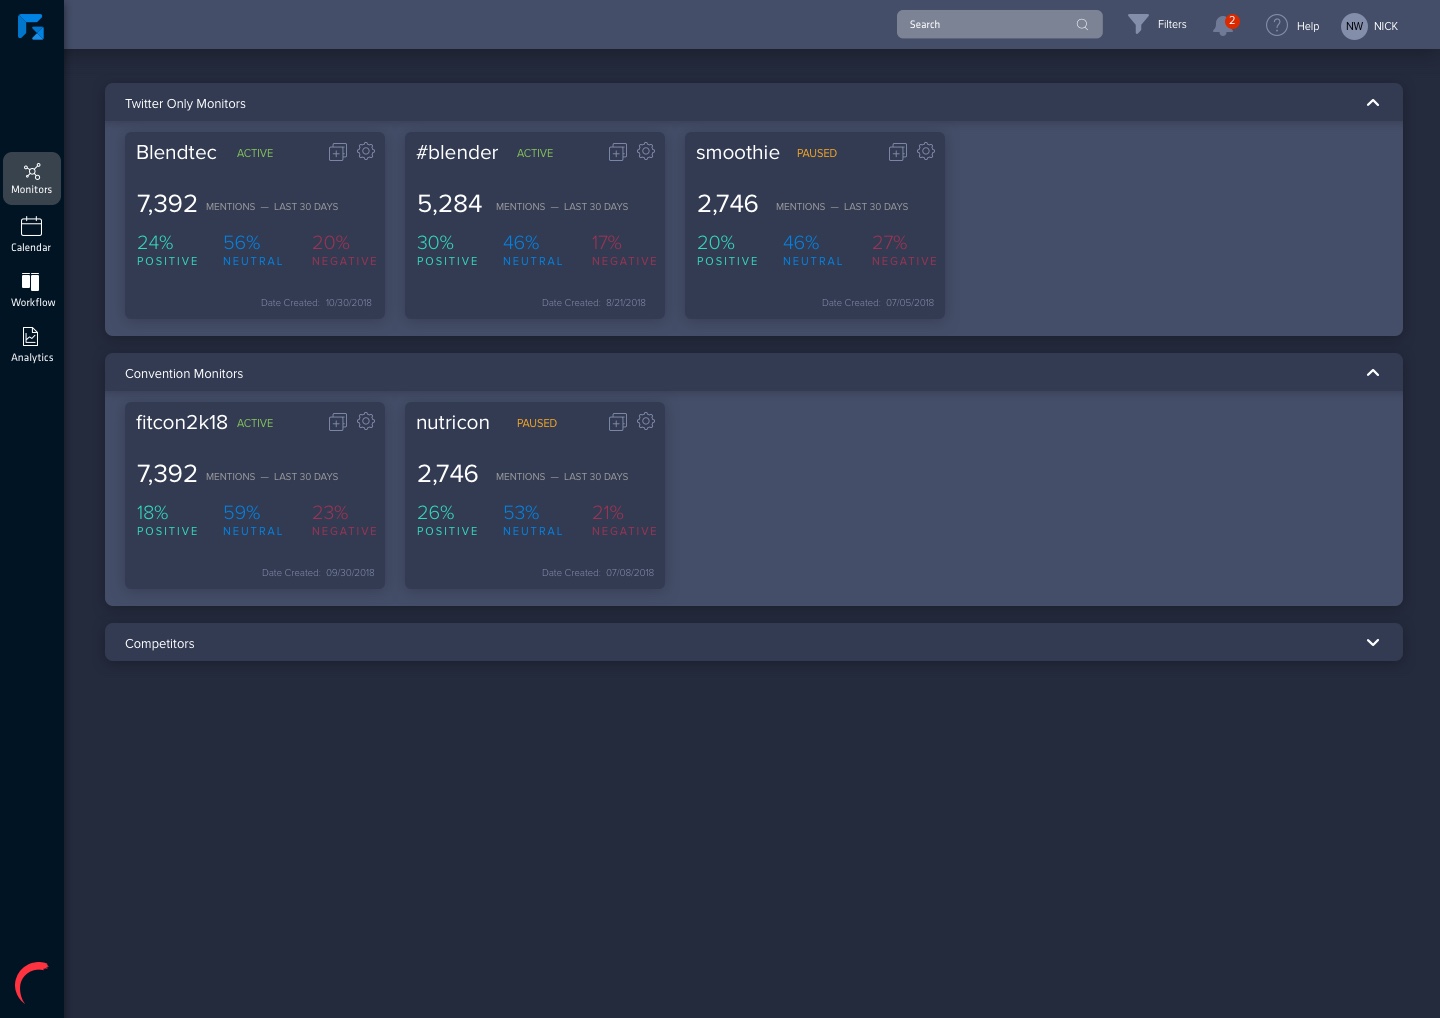 Search
Filters
2
Help
NW
NICK
Monitors
Calendar
Workflow
Analytics
Twitter Only Monitors
Blendtec ACTIVE
7,392 MENTIONS — LAST 30 DAYS
24% 56% 20%
POSITIVE NEUTRAL NEGATIVE
Date Created: 10/30/2018
#blender ACTIVE
5,284 MENTIONS — LAST 30 DAYS
30% 46% 17%
POSITIVE NEUTRAL NEGATIVE
Date Created: 8/21/2018
smoothie PAUSED
2,746 MENTIONS — LAST 30 DAYS
20% 46% 27%
POSITIVE NEUTRAL NEGATIVE
Date Created: 07/05/2018
Convention Monitors
fitcon2k18 ACTIVE
7,392 MENTIONS — LAST 30 DAYS
18% 59% 23%
POSITIVE NEUTRAL NEGATIVE
Date Created: 09/30/2018
nutricon PAUSED
2,746 MENTIONS — LAST 30 DAYS
26% 53% 21%
POSITIVE NEUTRAL NEGATIVE
Date Created: 07/08/2018
Competitors